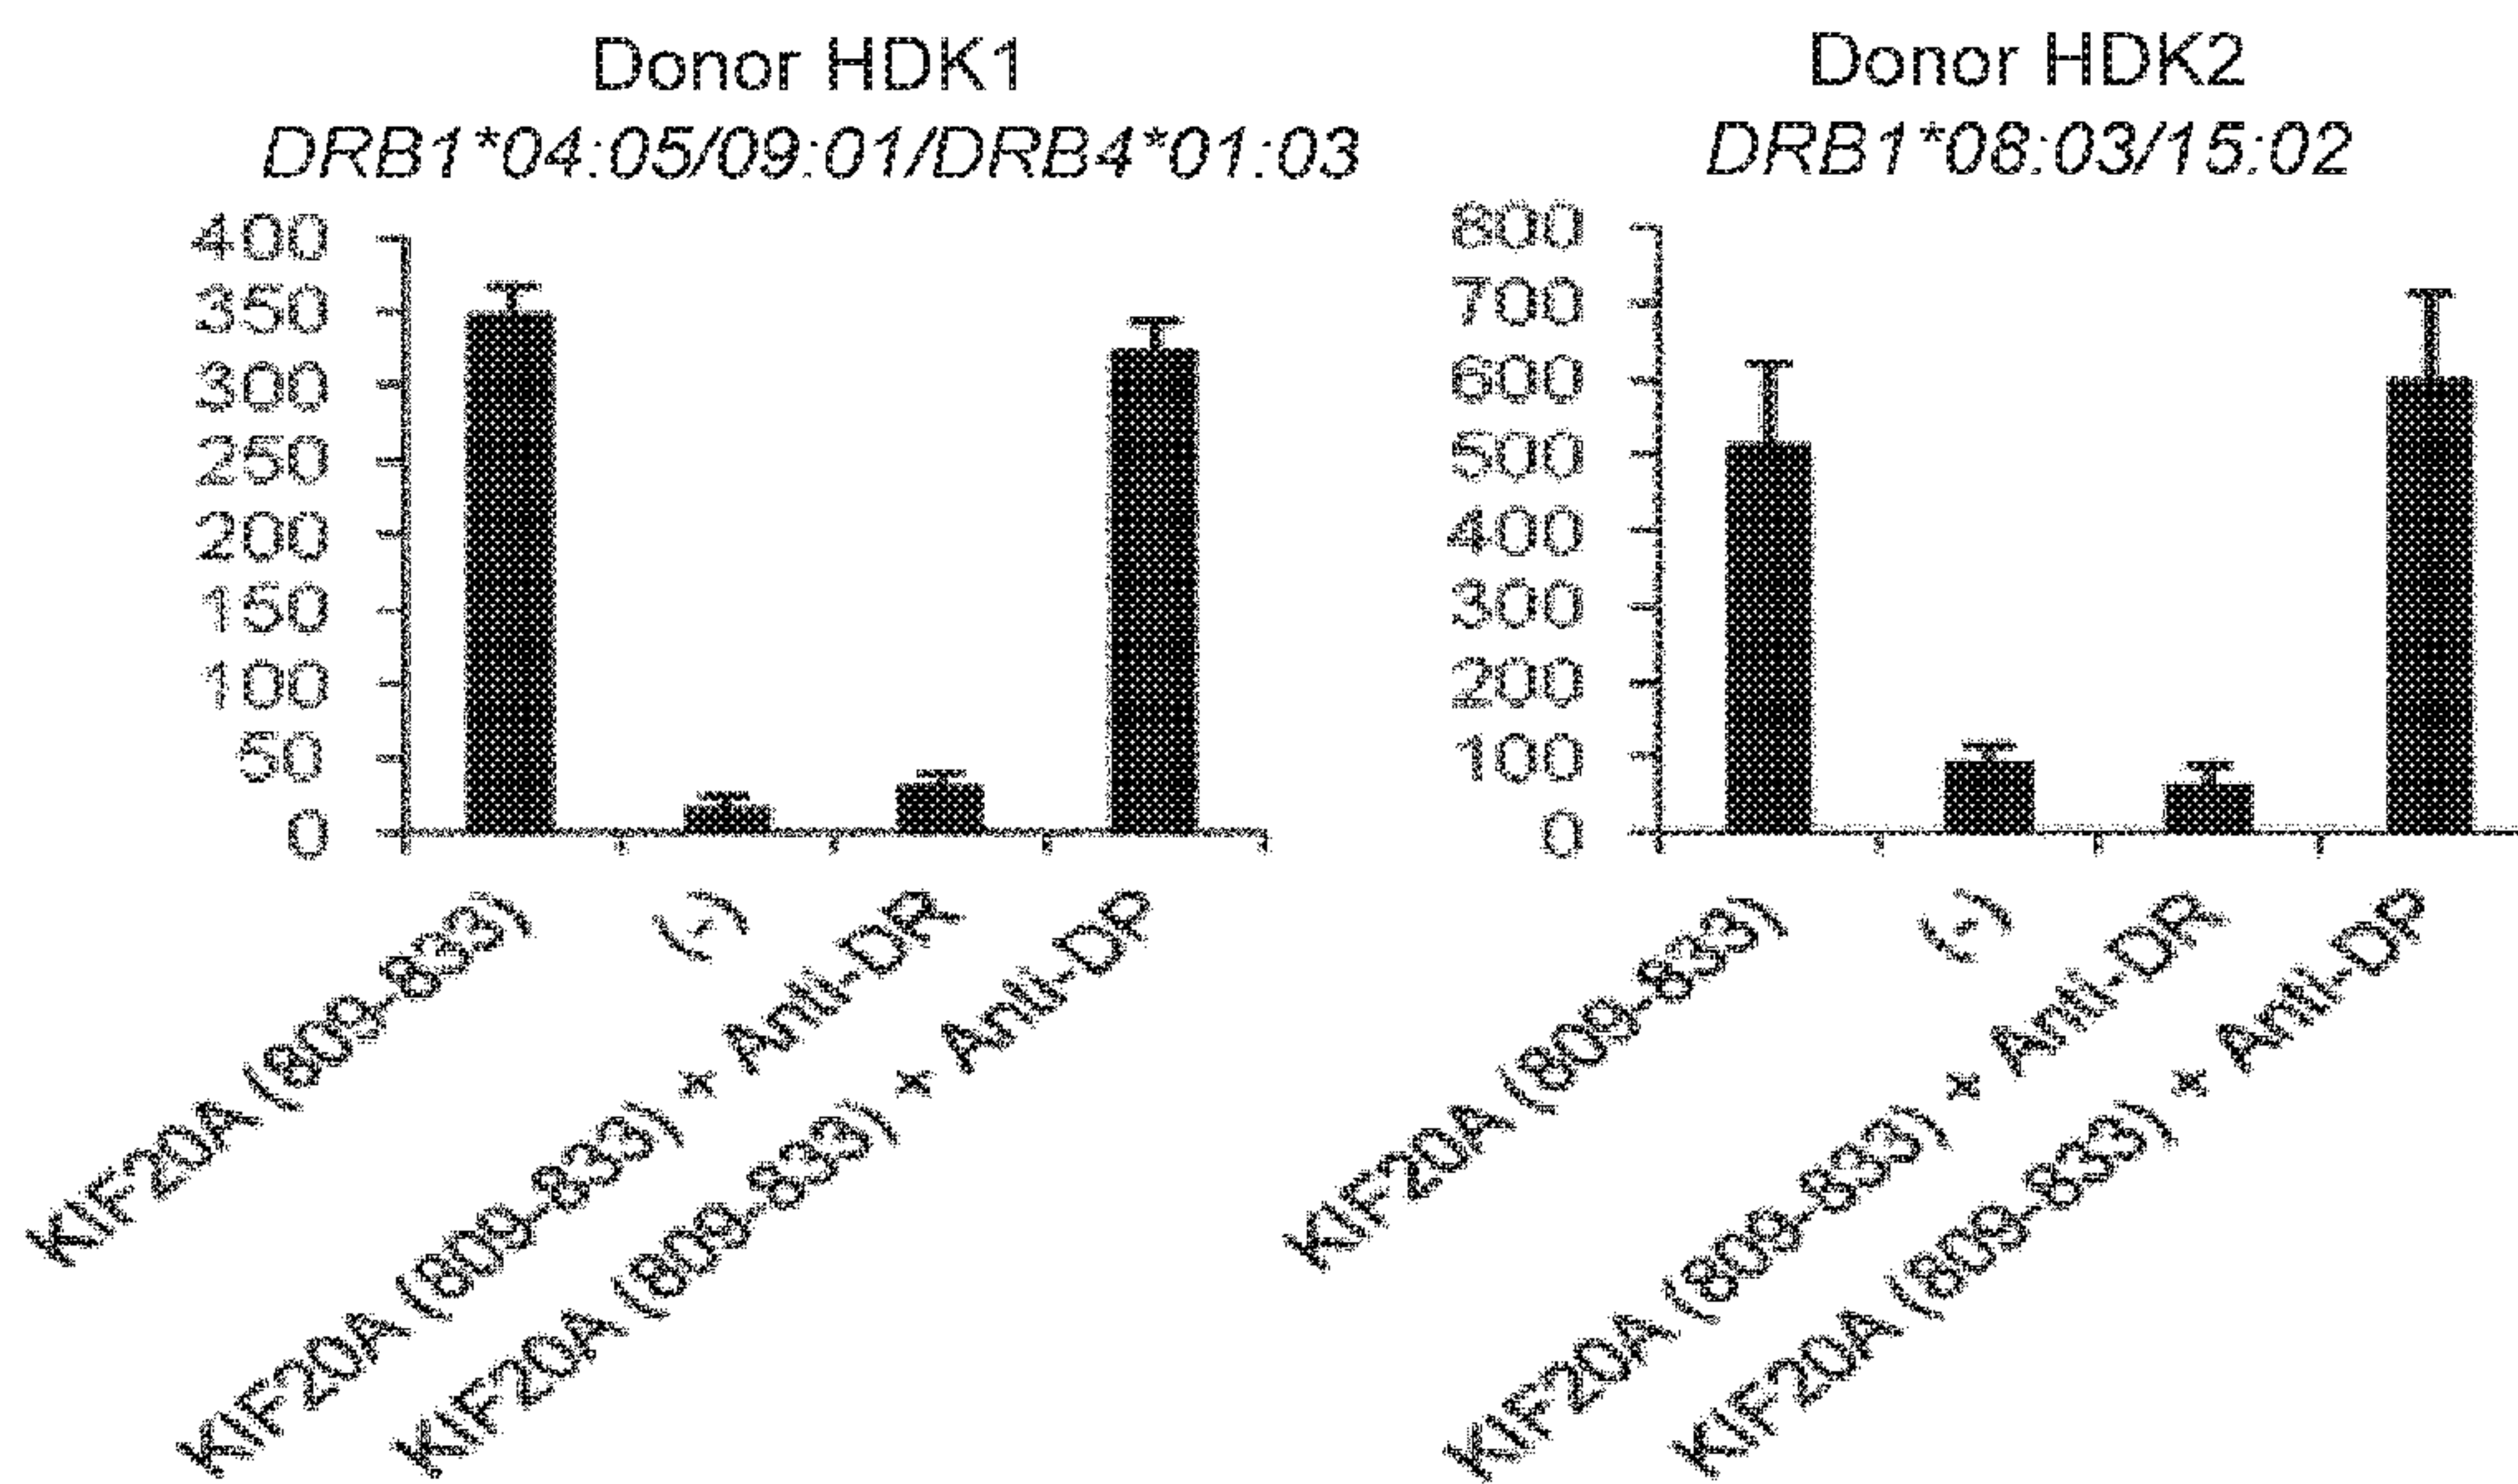 Donor HDK1
DRB1*04:05/09:01/DRB4*01:03
400
350
300
250
200
150
100
50
0
KIF20A (809-833)
(-)
KIF20A (809-833) + Anti-DR
KIF20A (809-833) + Anti-DP
Donor HDK2
DRB1*08:03/15:02
800
700
600
500
400
300
200
100
0
KIF20A (809-833)
(-)
KIF20A (809-833) + Anti-DR
KIF20A (809-833) + Anti-DP